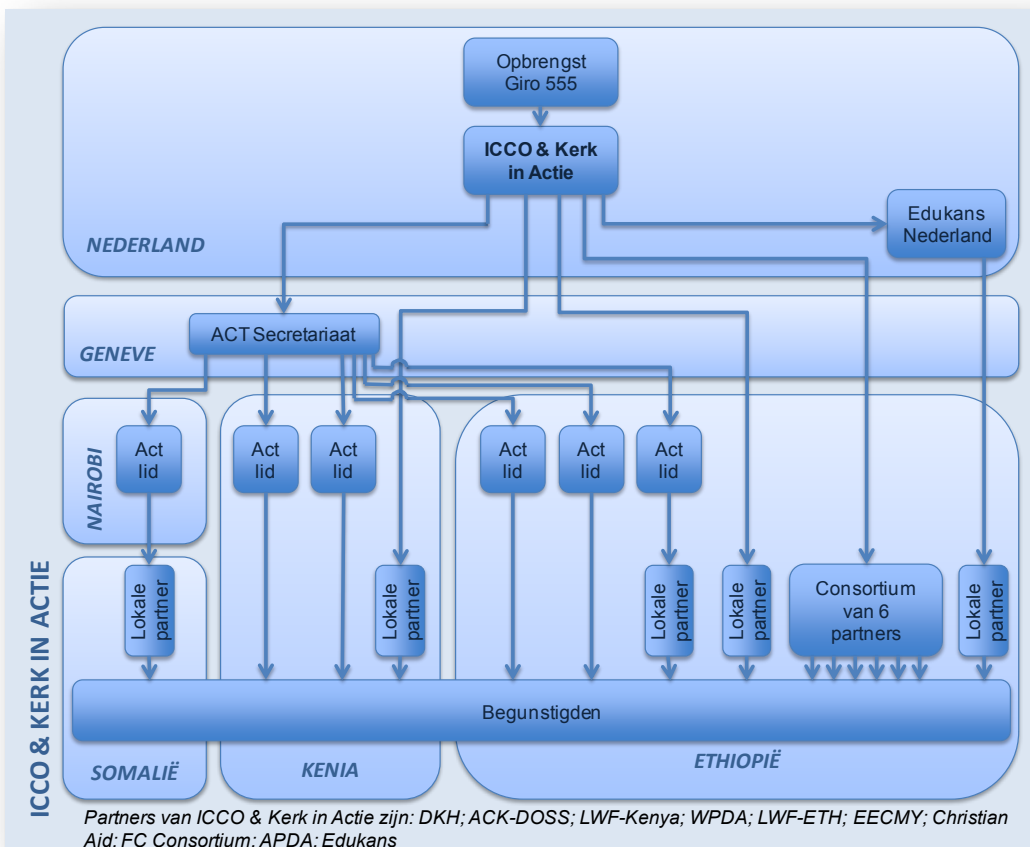 Opbrengst
Giro 555
ICCO & Kerk
in Actie
Edukans
Nederland
NEDERLAND
ACT Secretariaat
GENEVE
NAIROBI
Act
lid
Act
lid
Act
lid
Act
lid
Act
lid
Act
lid
Lokale
partner
Lokale
partner
Lokale
partner
Lokale
partner
Consortium
van 6
partners
Lokale
partner
Begunstigden
SOMALIË
KENIA
ETHIOPIË
ICCO & KERK IN ACTIE
Partners van ICCO & Kerk in Actie zijn: DKH; ACK-DOSS; LWF-Kenya; WPDA; LWF-ETH; EECMY; Christian
Aid; FC Consortium; APDA; Edukans